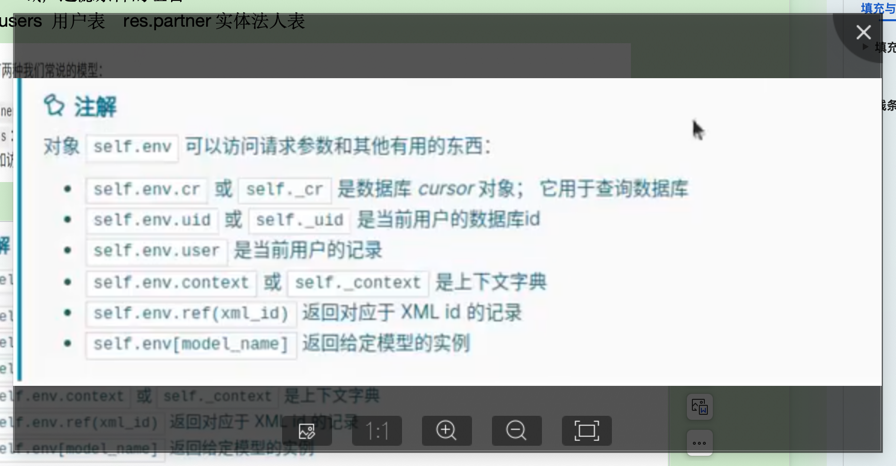 users 用户表 res.partner 实体法人表
两种我们常说的模型：
填充与
填充
线条
注解
对象 self.env 可以访问请求参数和其他有用的东西：
self.env.cr 或 self._cr 是数据库 cursor 对象； 它用于查询数据库
self.env.uid 或 self._uid 是当前用户的数据库id
self.env.user 是当前用户的记录
self.env.context 或 self._context 是上下文字典
self.env.ref(xml_id) 返回对应于 XML id 的记录
self.env[model_name] 返回给定模型的实例
elf.env.context 或 self._context 是上下文字典
elf.env.ref(xml_id) 返回对应于 XML id 的记录
elf.env[model_name] 返回给定模型的实例
1:1